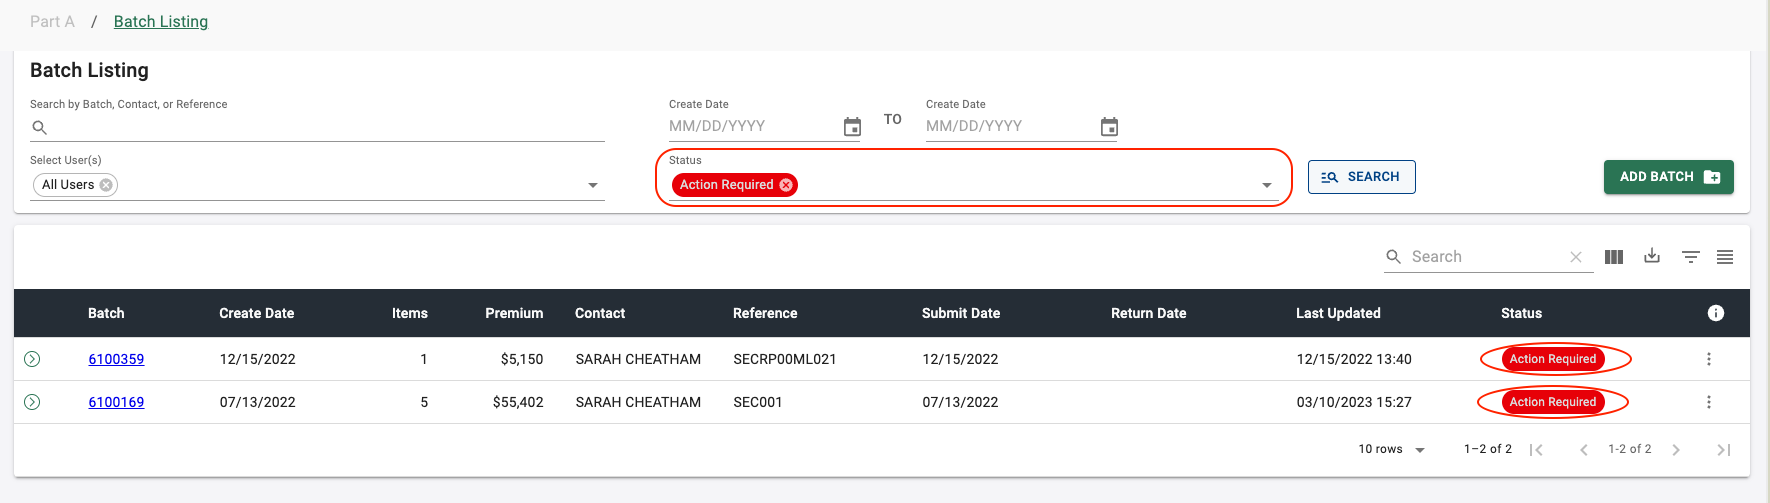 Part A / Batch Listing
Batch Listing
Search by Batch, Contact, or Reference
Create Date
MM/DD/YYYY
TO
Create Date
MM/DD/YYYY
Select User(s)
All Users
Status
Action Required
SEARCH
ADD BATCH
Search
Batch Create Date Items Premium Contact Reference Submit Date Return Date Last Updated Status
6100359 12/15/2022 1 $5,150 SARAH CHEATHAM SECRP00ML021 12/15/2022 12/15/2022 13:40 Action Required
6100169 07/13/2022 5 $55,402 SARAH CHEATHAM SEC001 07/13/2022 03/10/2023 15:27 Action Required
10 rows 1–2 of 2 1-2 of 2